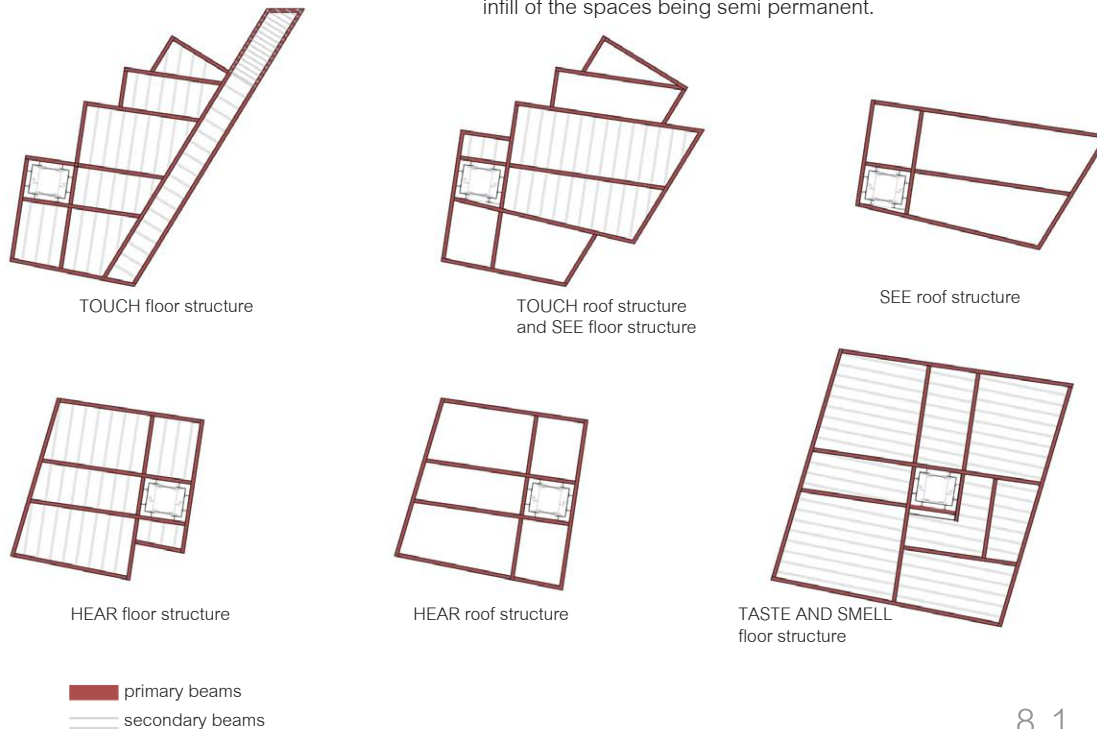 infill of the spaces being semi permanent.
TOUCH floor structure
TOUCH roof structure
and SEE floor structure
SEE roof structure
HEAR floor structure
HEAR roof structure
TASTE AND SMELL
floor structure
primary beams
secondary beams
8 1